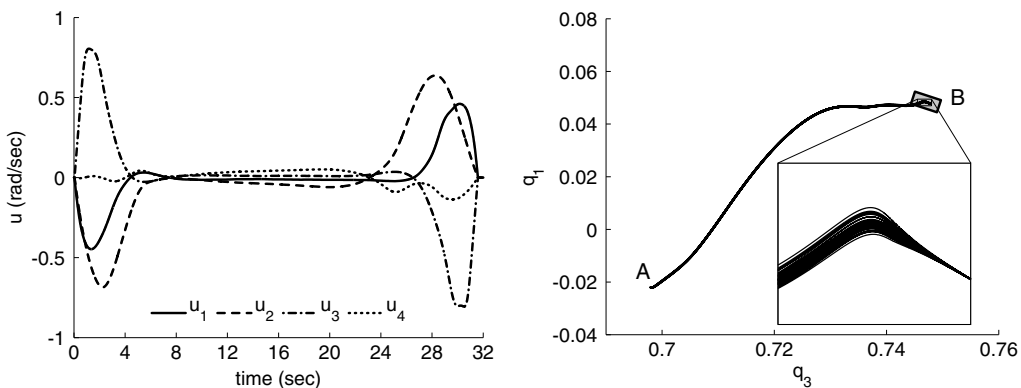 1
0.5
0
-0.5
-1
u (rad/sec)
u1 u2 u3 u4
0 4 8 12 16 20 24 28 32
time (sec)
0.08
0.06
0.04
0.02
0
-0.02
-0.04
q1
A
B
0.7 0.72 0.74 0.76
q3